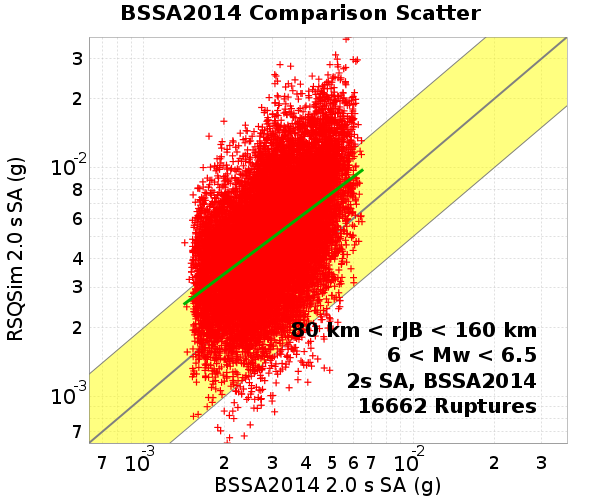 BSSA2014 Comparison Scatter
RSQSim 2.0 s SA (g)
3
2
10-2
8
6
4
3
2
10-3
7
80 km < rJB < 160 km
6 < Mw < 6.5
2s SA, BSSA2014
16662 Ruptures
7 10-3 2 3 4 5 6 7 10-2 2 3
BSSA2014 2.0 s SA (g)